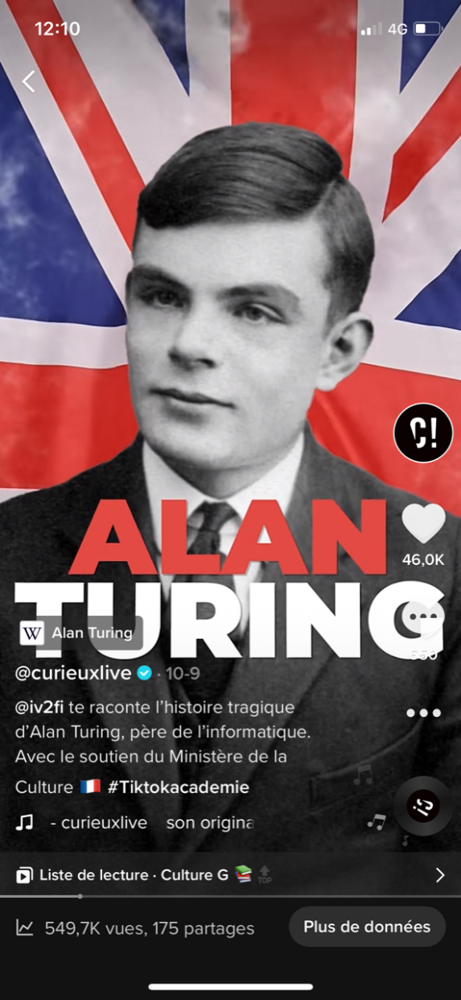 12:10
4G
C!
ALAN
46,0K
TURING
W Alan Turing
650
@curieuxlive · 10-9
@iv2fi te raconte l'histoire tragique
d'Alan Turing, père de l'informatique.
Avec le soutien du Ministère de la
Culture 🇫🇷 #Tiktokacademie
- curieuxlive son origina
Liste de lecture · Culture G 📚 TOP
549,7K vues, 175 partages
Plus de données